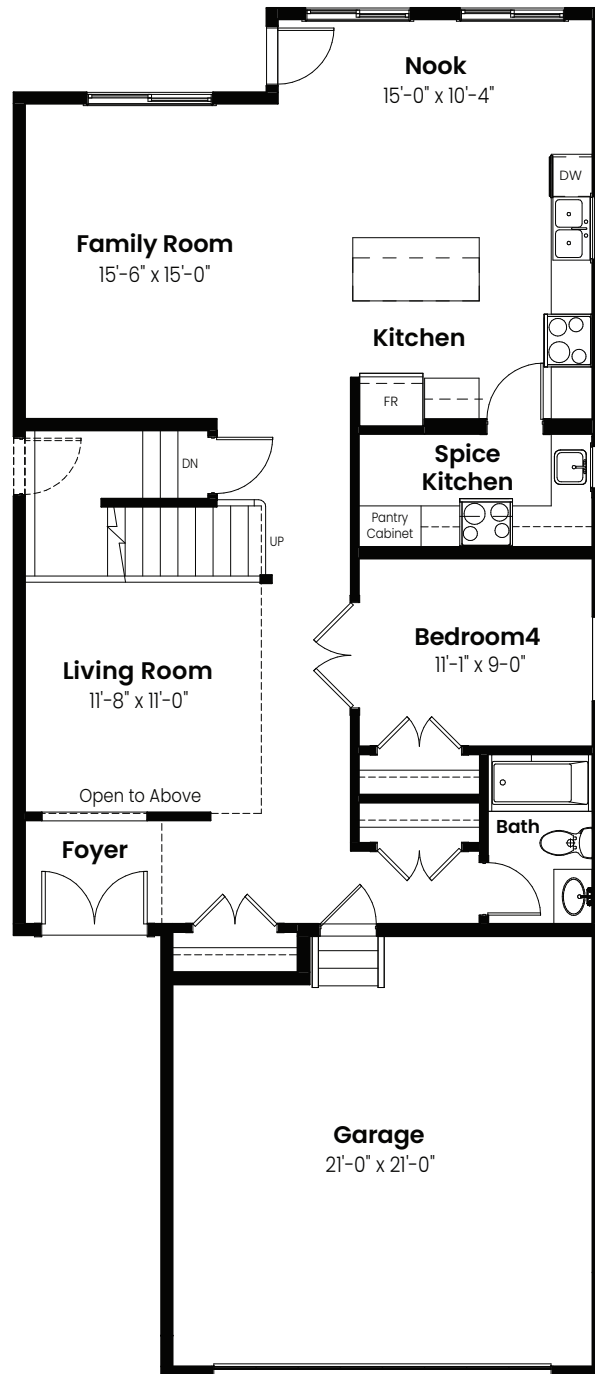 Nook
15'-0" x 10'-4"
DW
Family Room
15'-6" x 15'-0"
Kitchen
FR
DN
Spice
Kitchen
Pantry
Cabinet
UP
Bedroom4
11'-1" x 9-0"
Living Room
11'-8" x 11'-0"
Open to Above
Bath
Foyer
Garage
21'-0" x 21'-0"